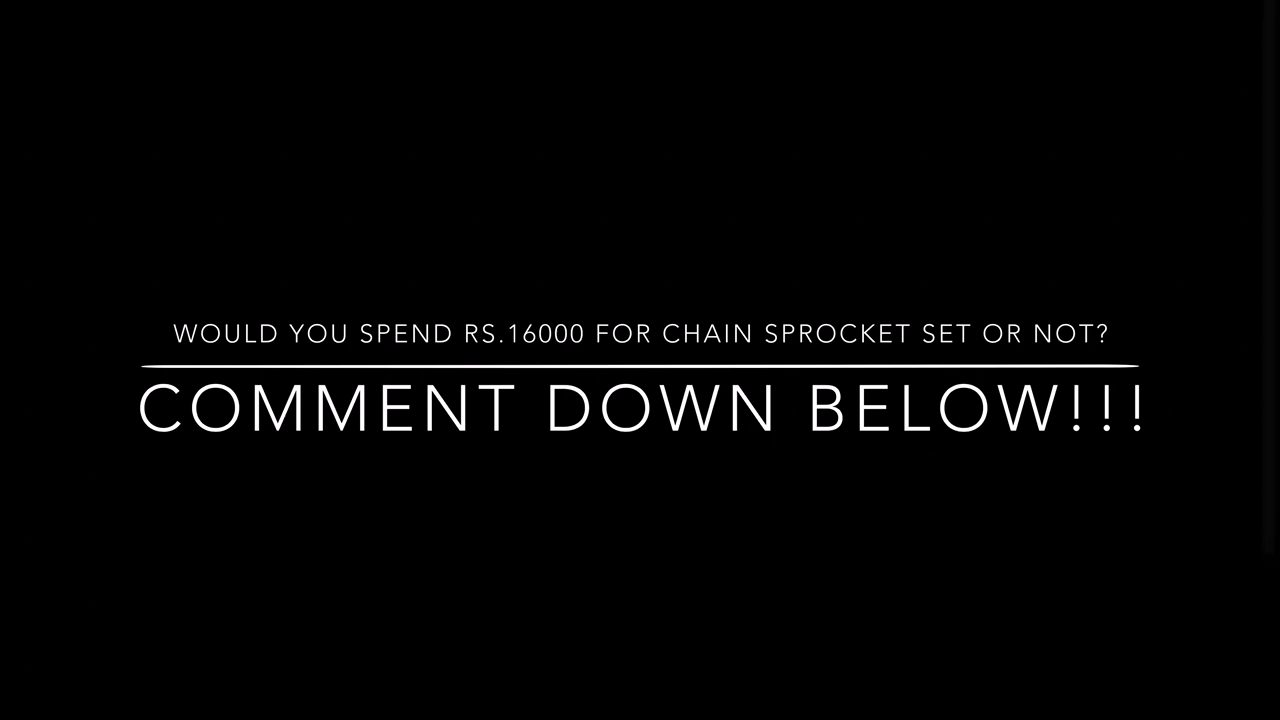 WOULD YOU SPEND RS.16000 FOR CHAIN SPROCKET SET OR NOT?
COMMENT DOWN BELOW!!!